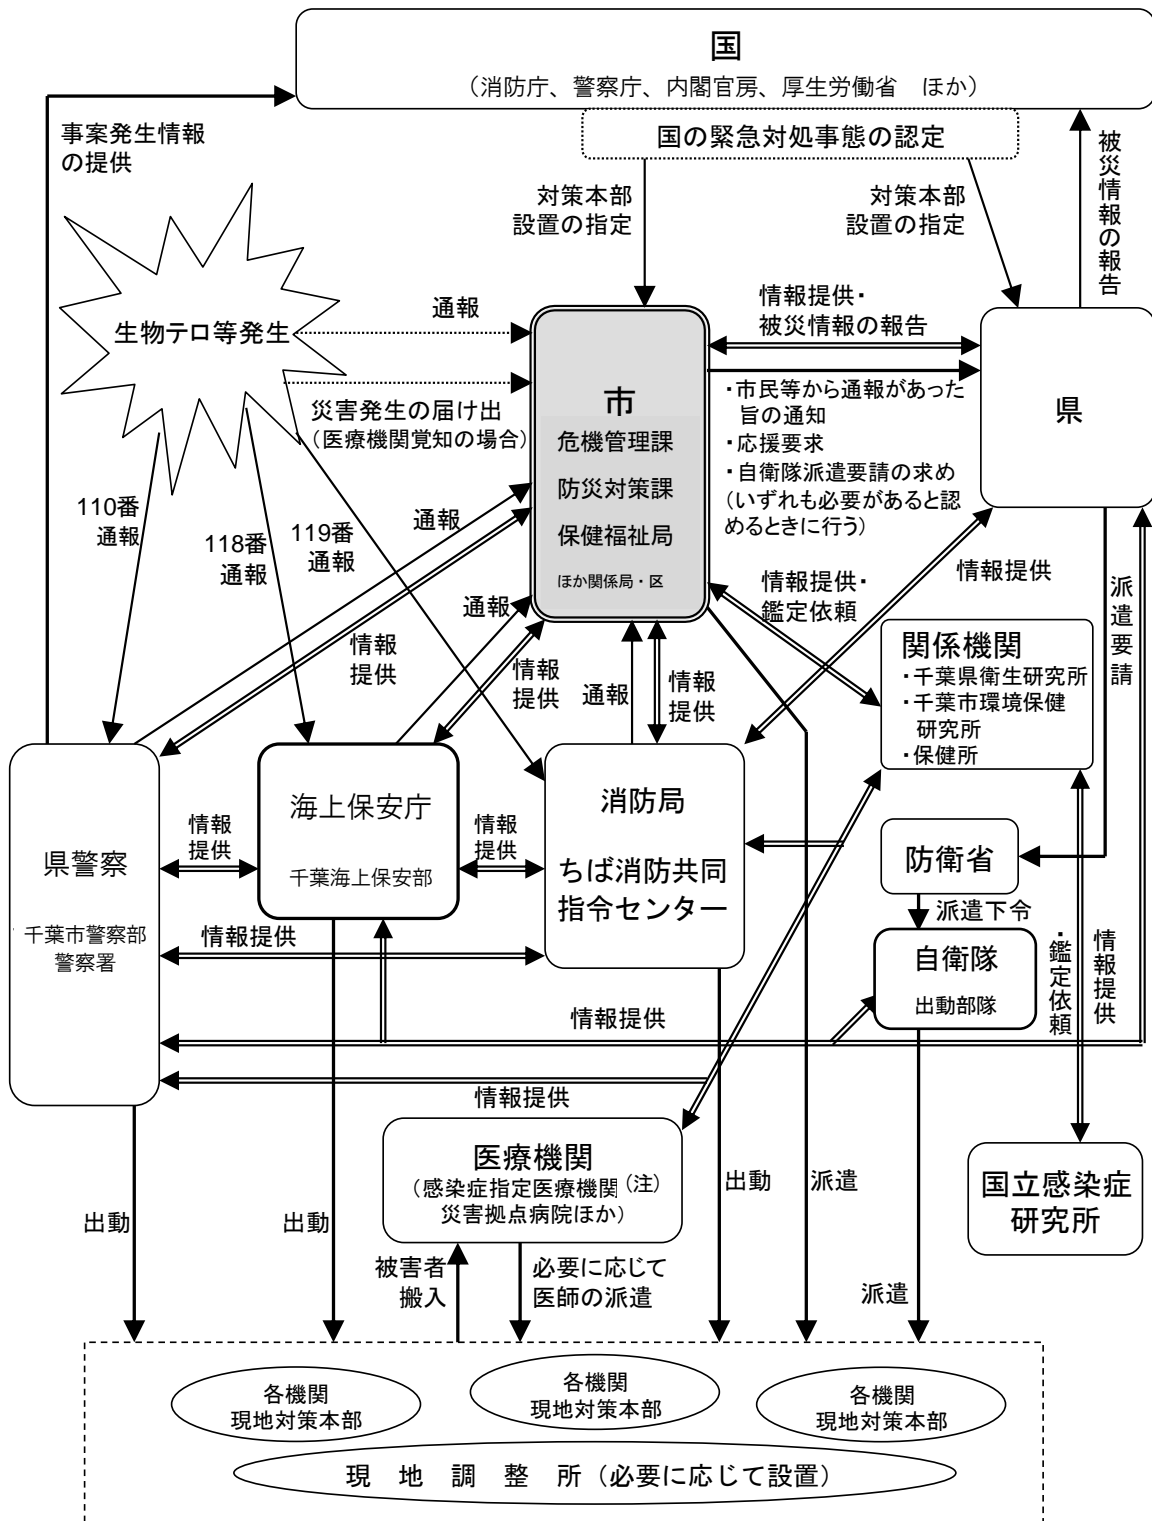 国
（消防庁、警察庁、内閣官房、厚生労働省　ほか）
国の緊急対処事態の認定
事案発生情報
の提供
対策本部
設置の指定
対策本部
設置の指定
被災情報の報告
生物テロ等発生
通報
災害発生の届け出
（医療機関覚知の場合）
市
危機管理課
防災対策課
保健福祉局
ほか関係局・区
情報提供・
被災情報の報告
・市民等から通報があった
旨の通知
・応援要求
・自衛隊派遣要請の求め
（いずれも必要があると認
めるときに行う）
県
110番
通報
118番
通報
119番
通報
通報
情報
提供
通報
情報
提供
通報
情報
提供
情報提供・
鑑定依頼
情報提供
派遣要請
関係機関
・千葉県衛生研究所
・千葉市環境保健
研究所
・保健所
県警察
千葉市警察部
警察署
情報
提供
海上保安庁
千葉海上保安部
情報
提供
消防局
ちば消防共同
指令センター
情報提供
防衛省
派遣下令
自衛隊
出動部隊
情報提供
・鑑定依頼
情報提供
情報提供
医療機関
（感染症指定医療機関（注）
災害拠点病院ほか）
国立感染症
研究所
出動
出動
出動
派遣
派遣
被害者
搬入
必要に応じて
医師の派遣
各機関
現地対策本部
各機関
現地対策本部
各機関
現地対策本部
現　地　調　整　所（必要に応じて設置）